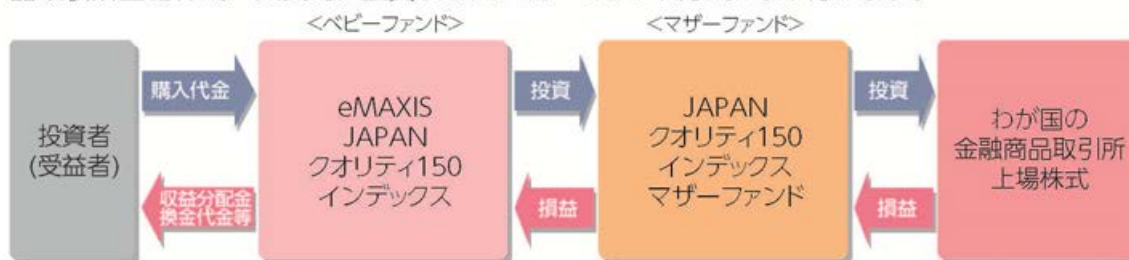 <ベビーファンド>
<マザーファンド>
投資者
(受益者)
購入代金
収益分配金
換金代金等
eMAXIS
JAPAN
クオリティ150
インデックス
投資
損益
JAPAN
クオリティ150
インデックス
マザーファンド
投資
損益
わが国の
金融商品取引所
上場株式